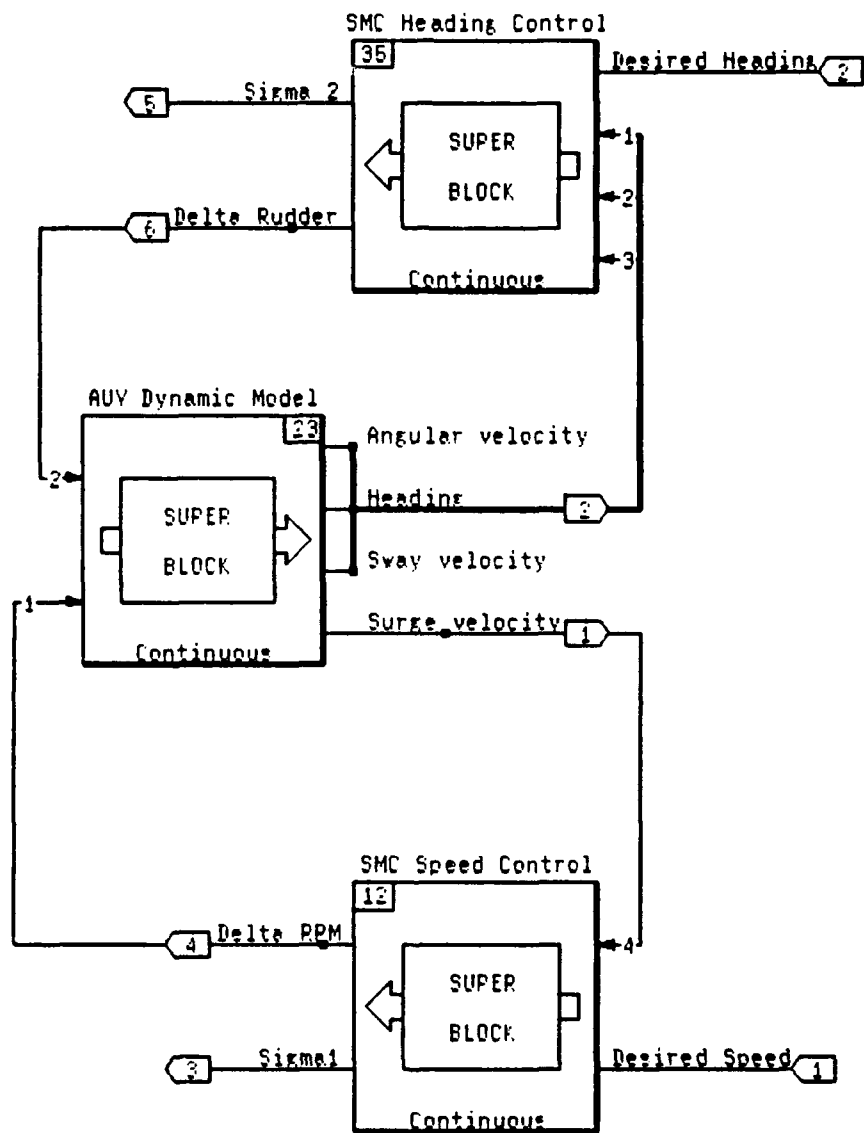 SMC Heading Control
35
Desired Heading
2
5
Sigma 2
SUPER
BLOCK
1
2
3
6
Delta Rudder
Continuous
AUV Dynamic Model
23
Angular velocity
2
Heading
2
SUPER
BLOCK
Sway velocity
1
Surge velocity
1
Continuous
SMC Speed Control
12
4
Delta RPM
4
SUPER
BLOCK
3
Sigma1
Desired Speed
1
Continuous